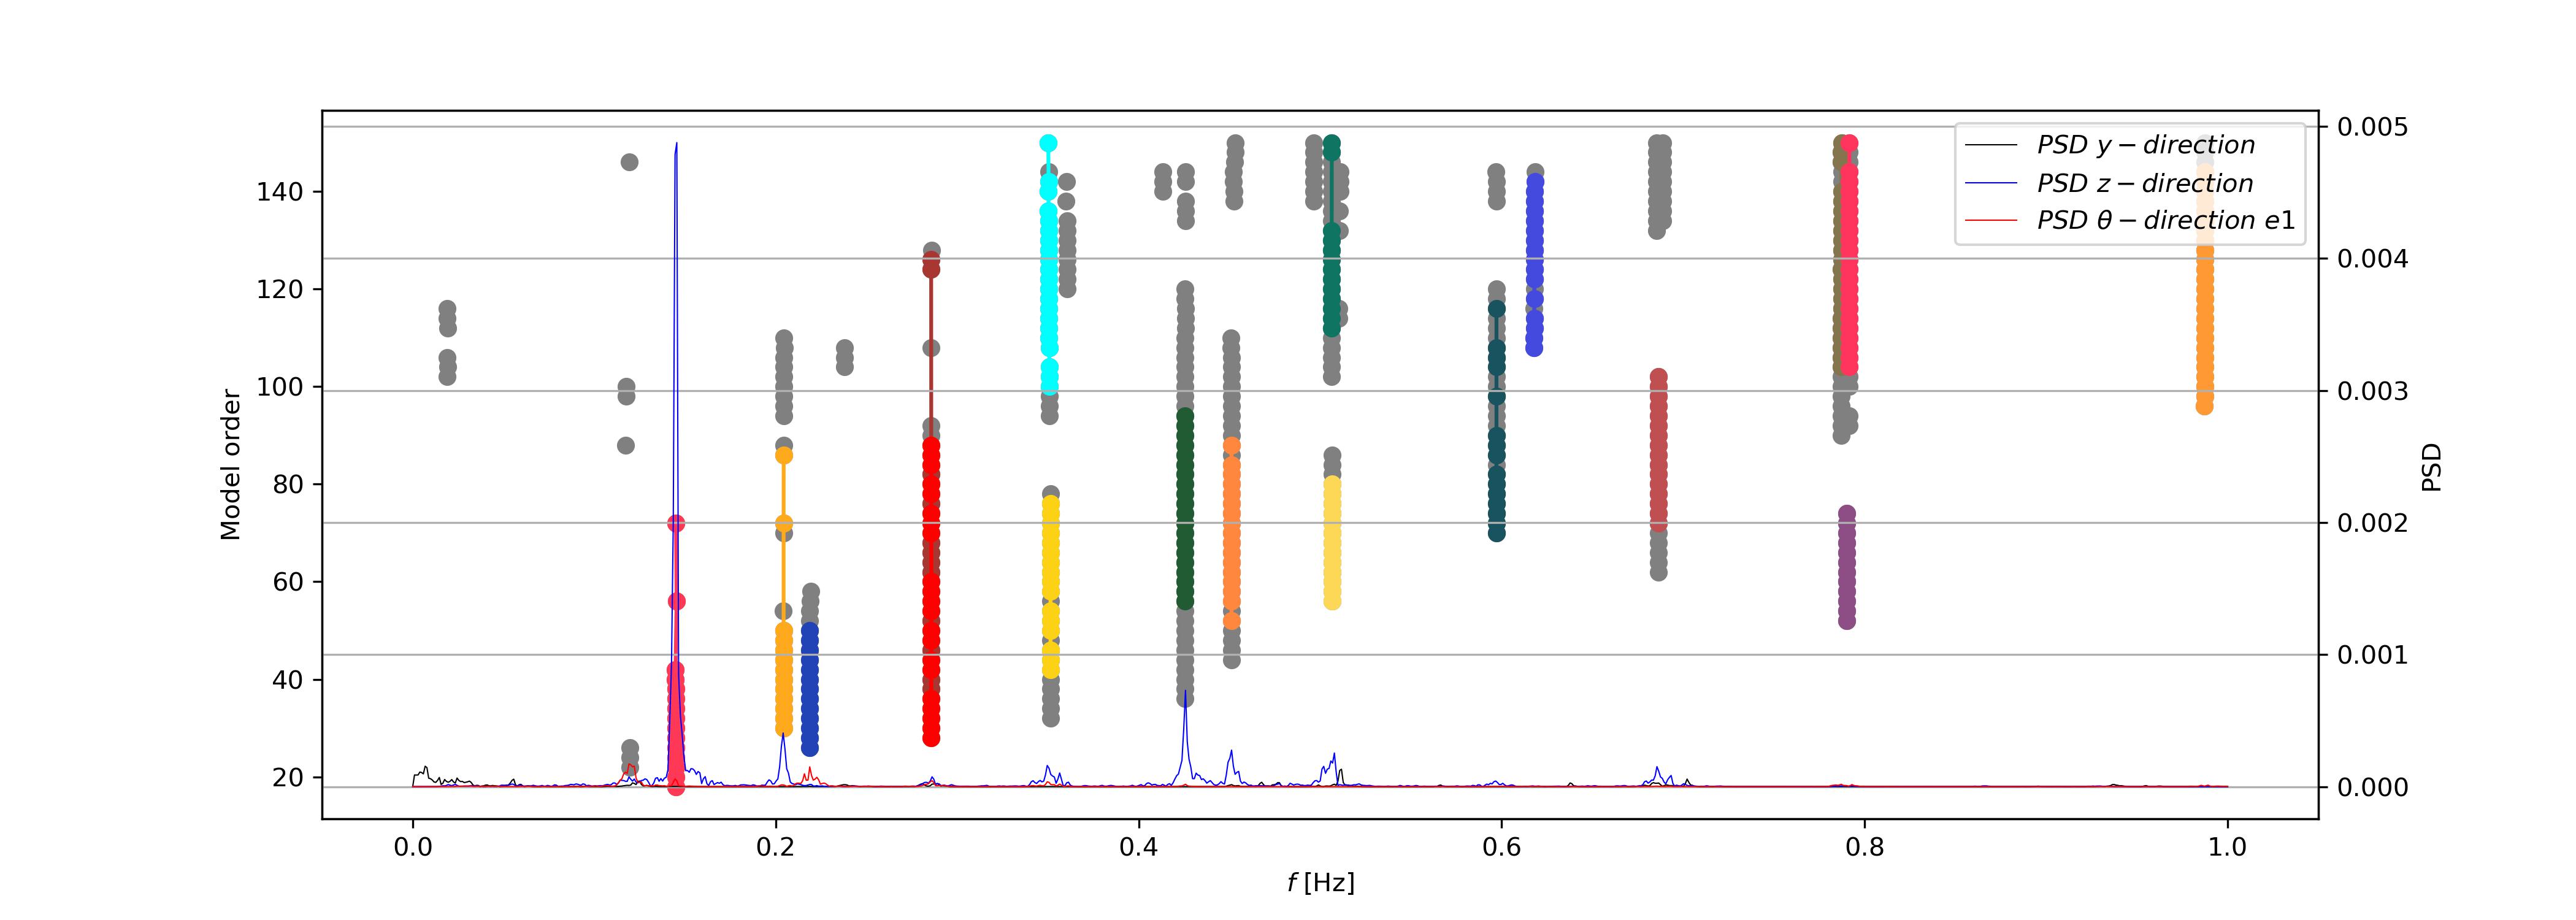 PSD y − direction
PSD z − direction
PSD θ − direction e1
140
120
100
80
60
40
20
Model order
0.005
0.004
0.003
0.002
0.001
0.000
PSD
0.0 0.2 0.4 0.6 0.8 1.0
f [Hz]